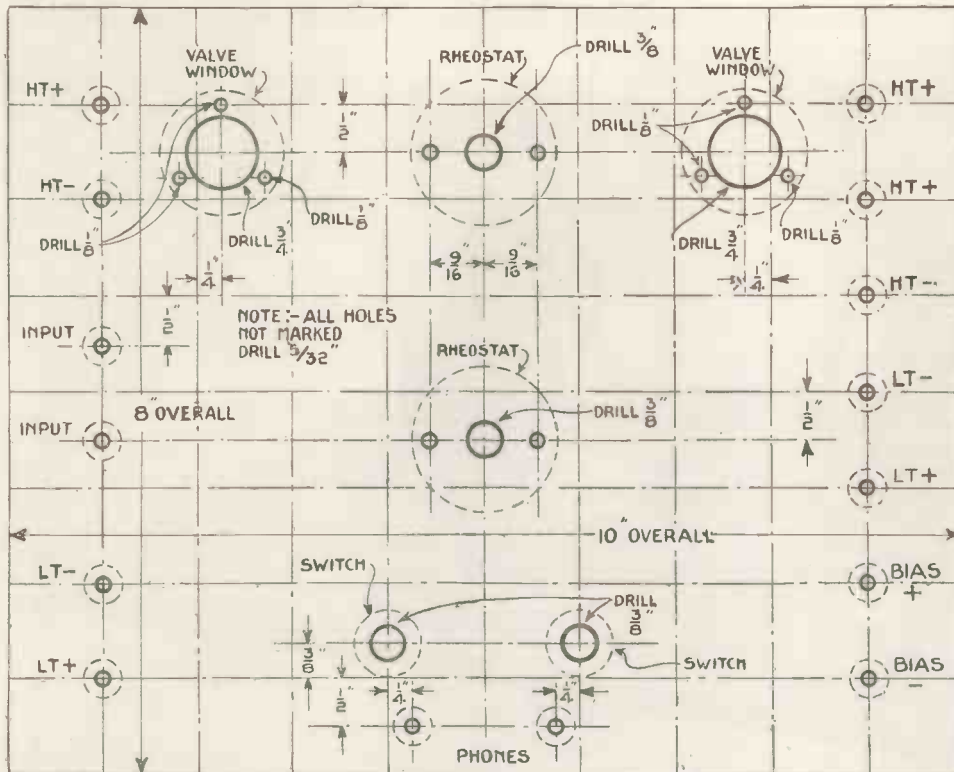 HT+
VALVE
WINDOW
RHEOSTAT
DRILL 3/8"
VALVE
WINDOW
HT+
1/2"
DRILL 1/8"
HT-
HT+
DRILL 1/8"
DRILL 3/4"
DRILL 1/8"
DRILL 3/4"
DRILL 1/8"
1/4"
9/16"
9/16"
1/4"
HT-
1/2"
NOTE:- ALL HOLES
NOT MARKED
DRILL 5/32"
INPUT
RHEOSTAT
LT-
8" OVERALL
DRILL 3/8"
1/2"
INPUT
LT+
10" OVERALL
LT-
SWITCH
DRILL
3/8"
BIAS
+
3/8"
SWITCH
LT+
BIAS
-
1/2"
1/4"
1/4"
PHONES